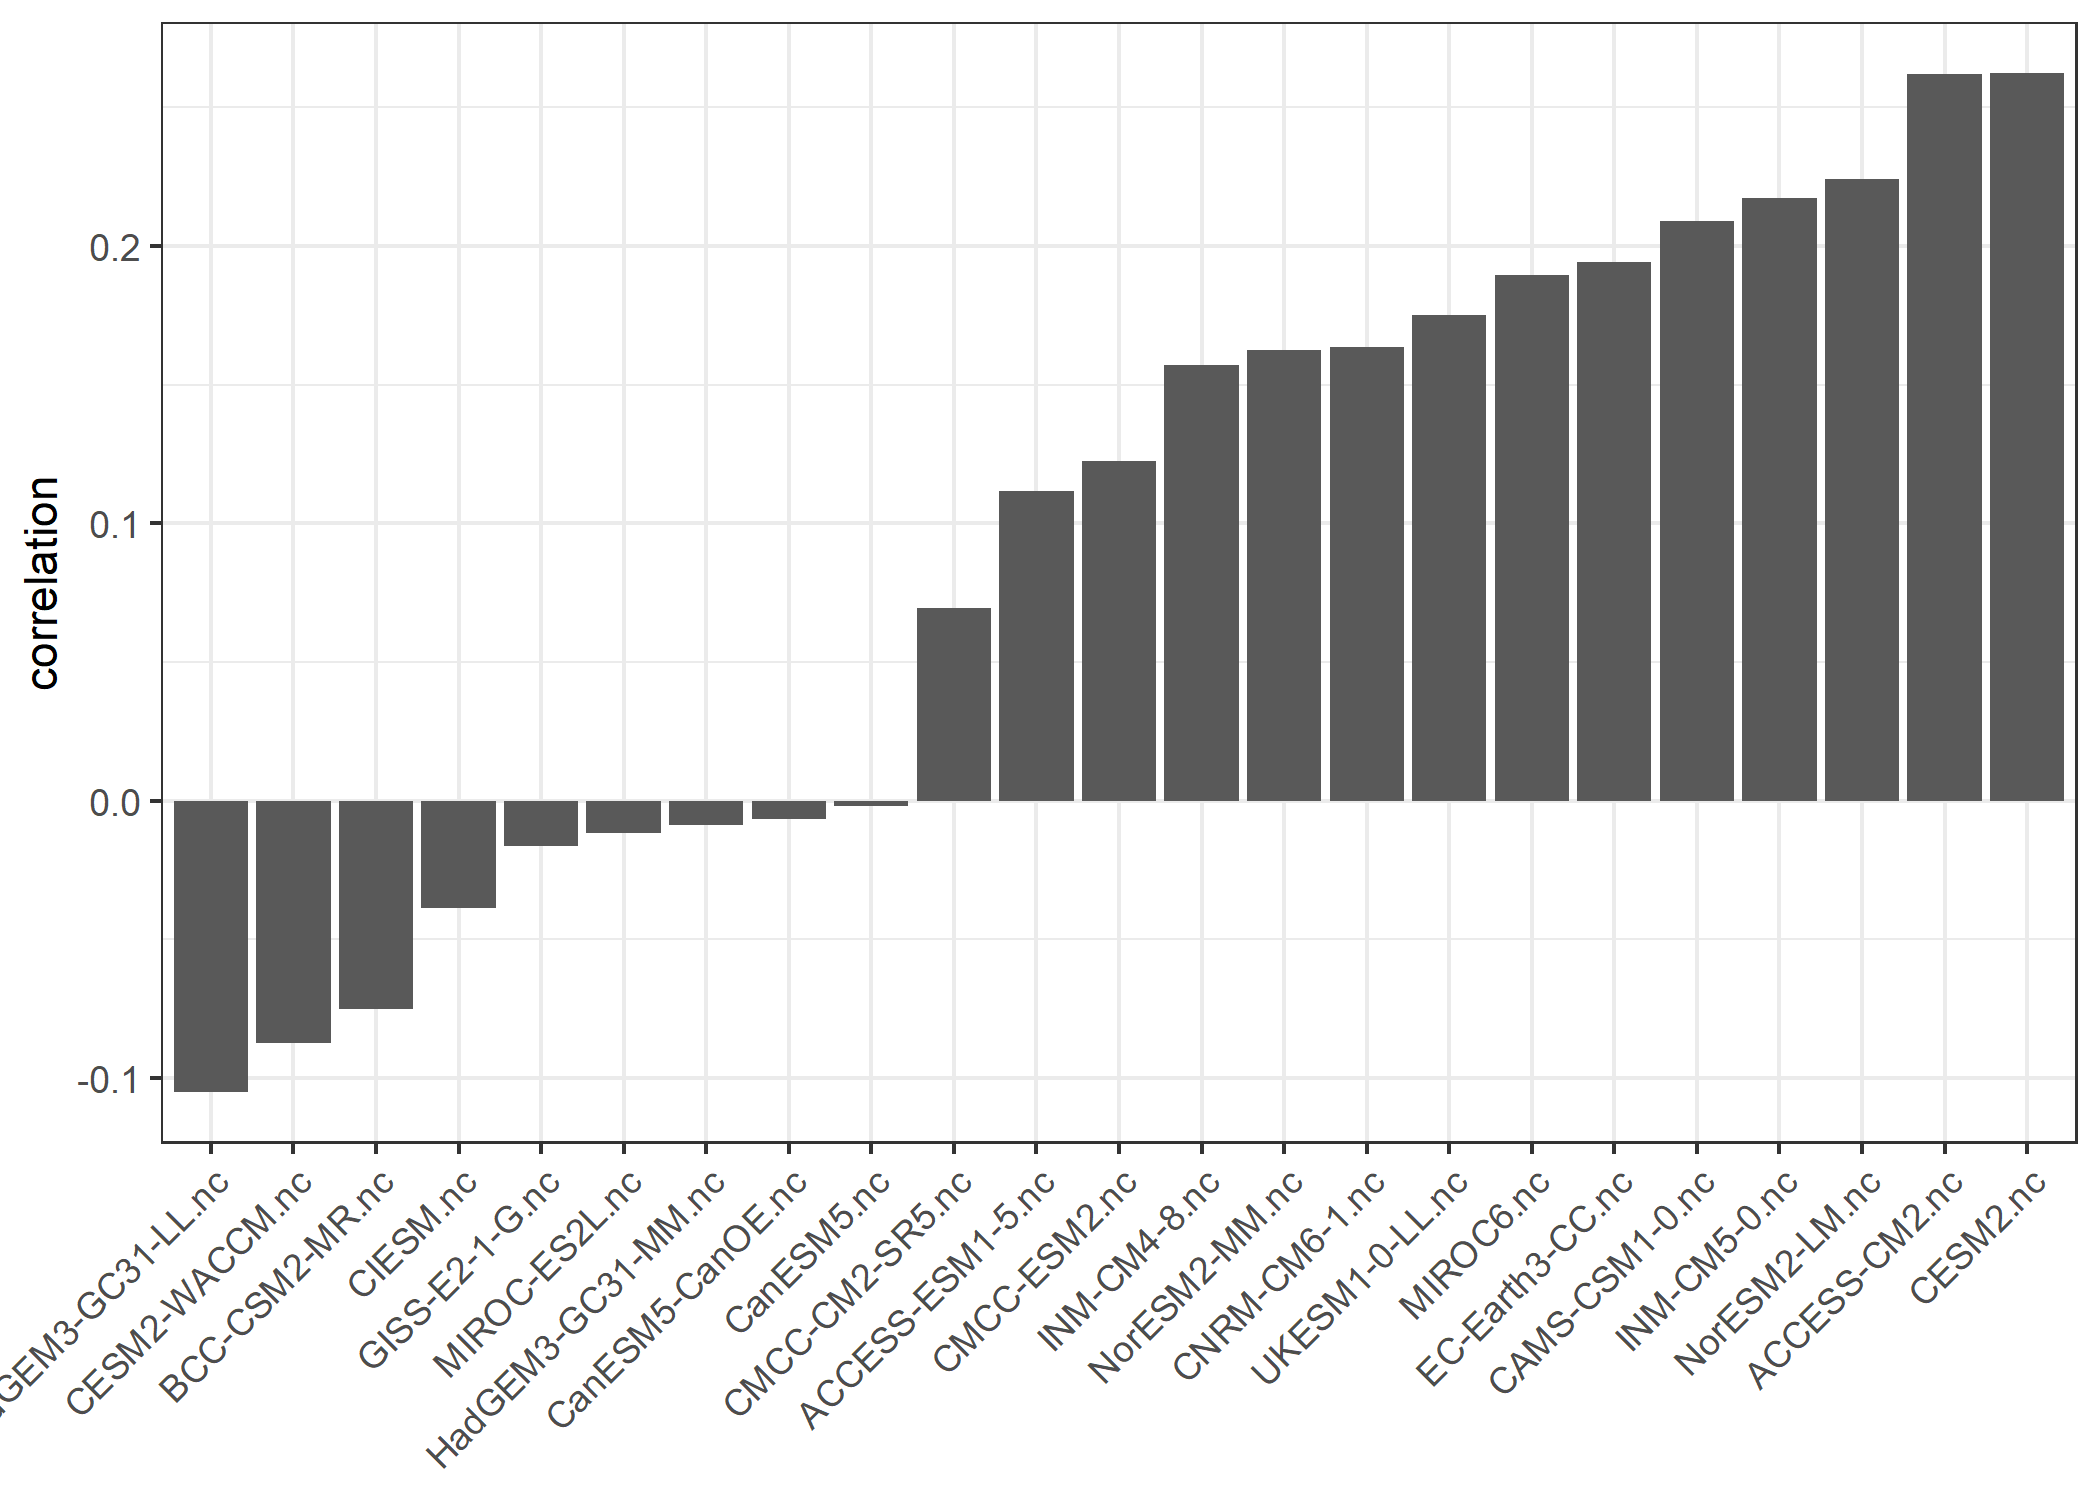 correlation
0.2
0.1
0.0
-0.1
GEM3-GC31-LL.nc
CESM2-WACCM.nc
BCC-CSM2-MR.nc
CIESM.nc
GISS-E2-1-G.nc
MIROC-ES2L.nc
HadGEM3-GC31-MM.nc
CanESM5-CanOE.nc
CanESM5.nc
CMCC-CM2-SR5.nc
ACCESS-ESM1-5.nc
CMCC-ESM2.nc
INM-CM4-8.nc
NorESM2-MM.nc
CNRM-CM6-1.nc
UKESM1-0-LL.nc
MIROC6.nc
EC-Earth3-CC.nc
CAMS-CSM1-0.nc
INM-CM5-0.nc
NorESM2-LM.nc
ACCESS-CM2.nc
CESM2.nc